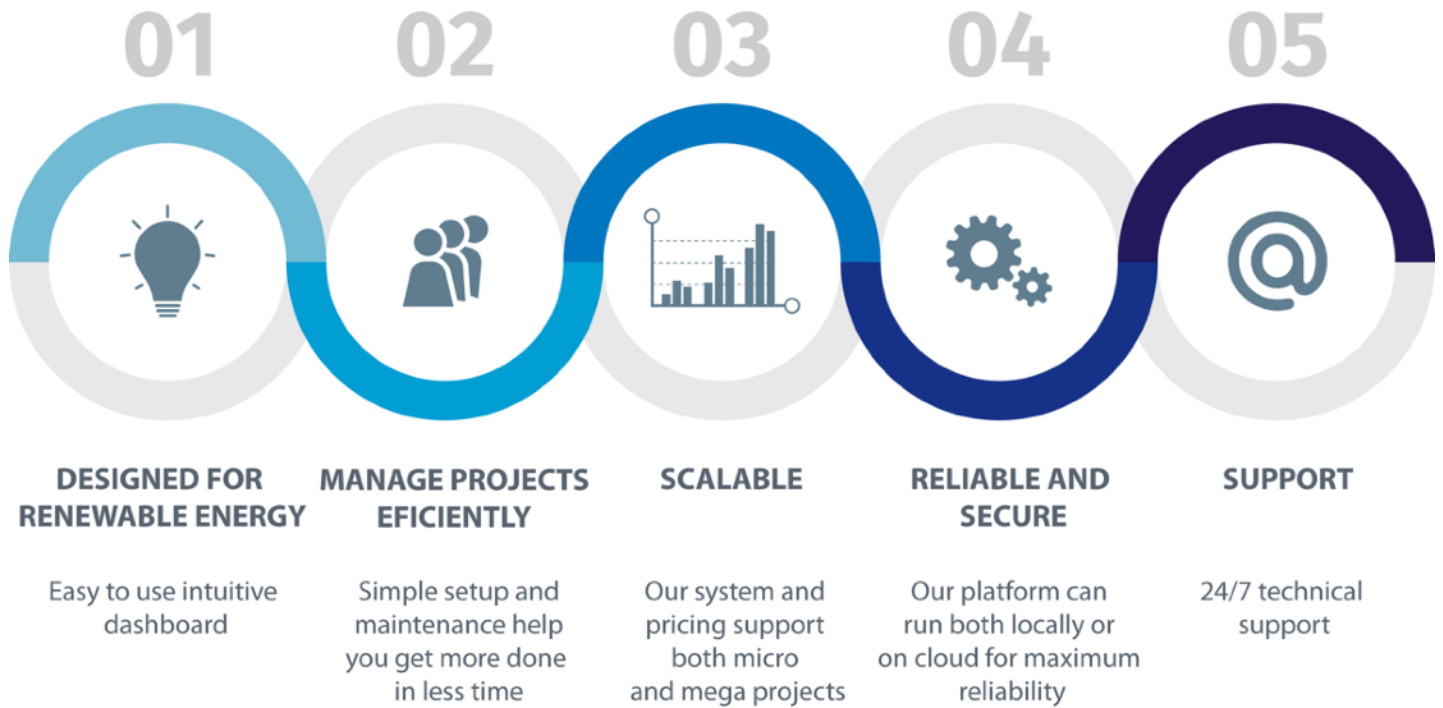 01
02
03
04
05
DESIGNED FOR
RENEWABLE ENERGY
Easy to use intuitive
dashboard
MANAGE PROJECTS
EFICIENTLY
Simple setup and
maintenance help
you get more done
in less time
SCALABLE
Our system and
pricing support
both micro
and mega projects
RELIABLE AND
SECURE
Our platform can
run both locally or
on cloud for maximum
reliability
SUPPORT
24/7 technical
support